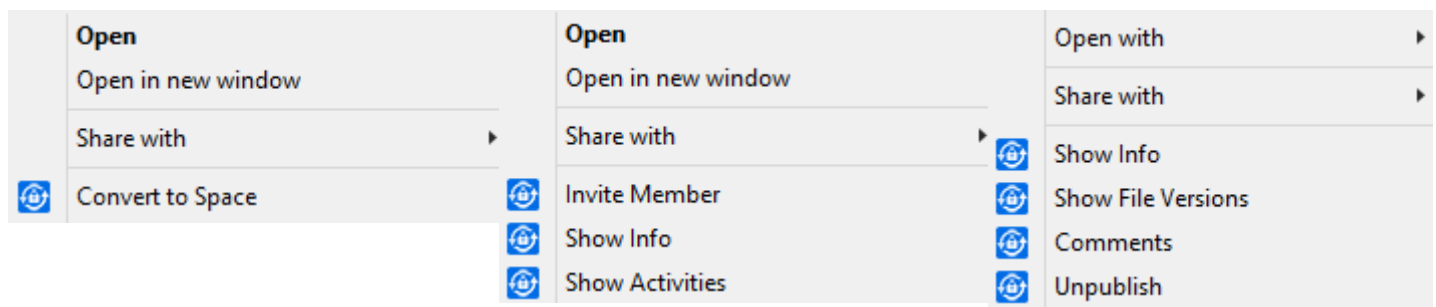 Open
Open in new window
Share with
Convert to Space
Open
Open in new window
Share with
Invite Member
Show Info
Show Activities
Open with
Share with
Show Info
Show File Versions
Comments
Unpublish